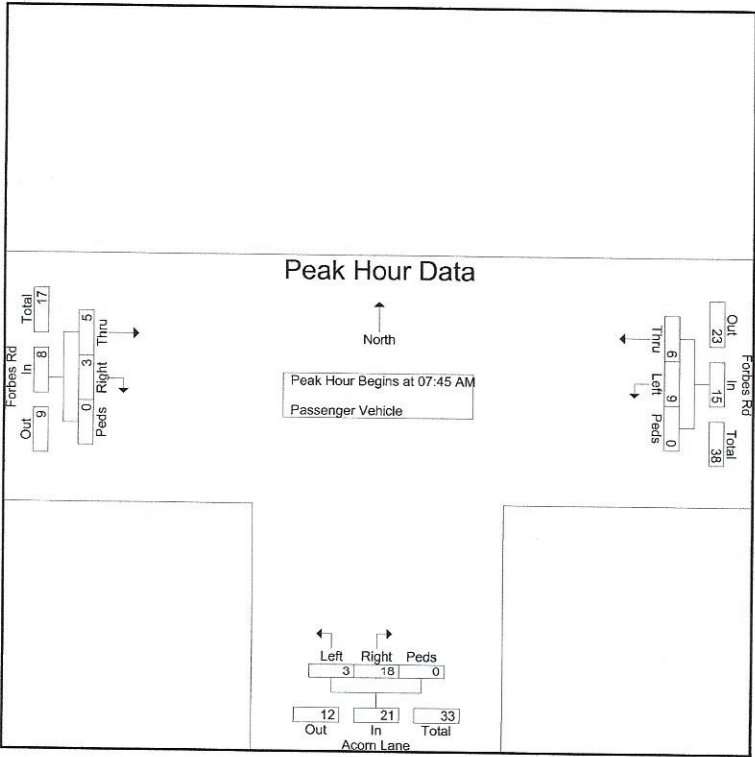 Peak Hour Data
North
Peak Hour Begins at 07:45 AM
Passenger Vehicle
Forbes Rd
Total In Out
17 8 9
5 3 0
Thru Right Peds
Forbes Rd
Out In Total
23 15 38
6 9 0
Thru Left Peds
Left Right Peds
3 18 0
12 21 33
Out In Total
Acorn Lane